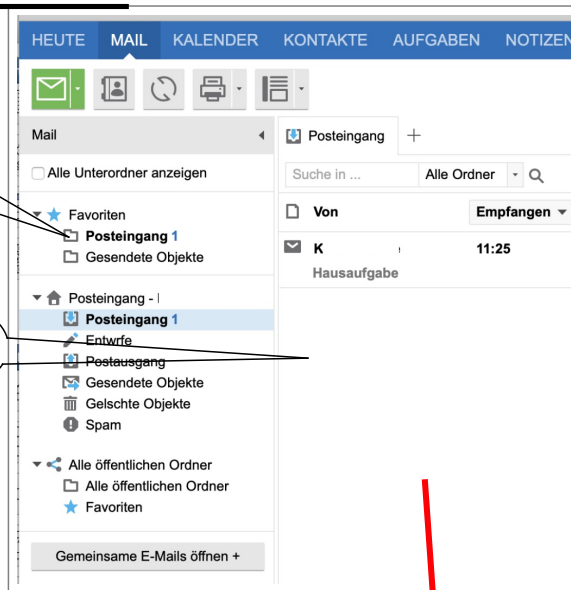 HEUTE MAIL KALENDER KONTAKTE AUFGABEN NOTIZEN
Mail
Alle Unterordner anzeigen
Favoriten
Posteingang 1
Gesendete Objekte
Posteingang -
Posteingang 1
Entwrfe
Postausgang
Gesendete Objekte
Gelschte Objekte
Spam
Alle öffentlichen Ordner
Alle öffentlichen Ordner
Favoriten
Gemeinsame E-Mails öffnen +
Posteingang +
Suche in ... Alle Ordner
Von Empfangen
K 11:25
Hausaufgabe